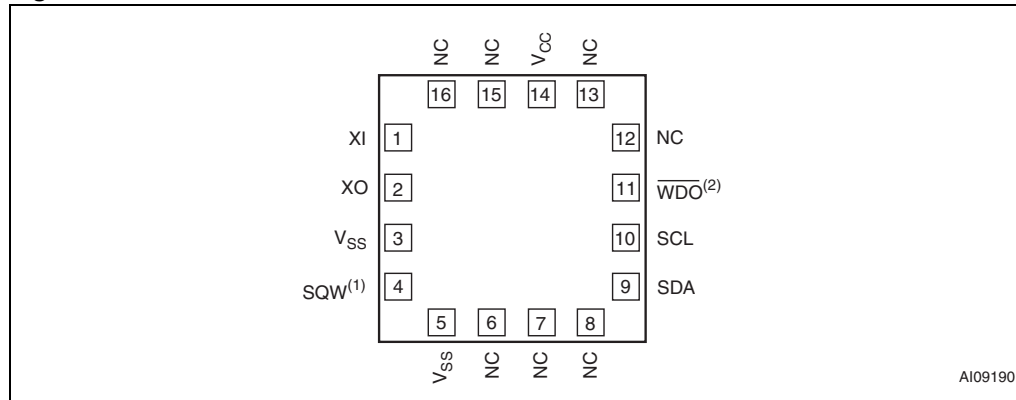 NC NC VCC NC
16 15 14 13
XI 1 12 NC
XO 2 11 WDO(2)
VSS 3 10 SCL
SQW(1) 4 9 SDA
5 6 7 8
VSS NC NC NC
AI09190